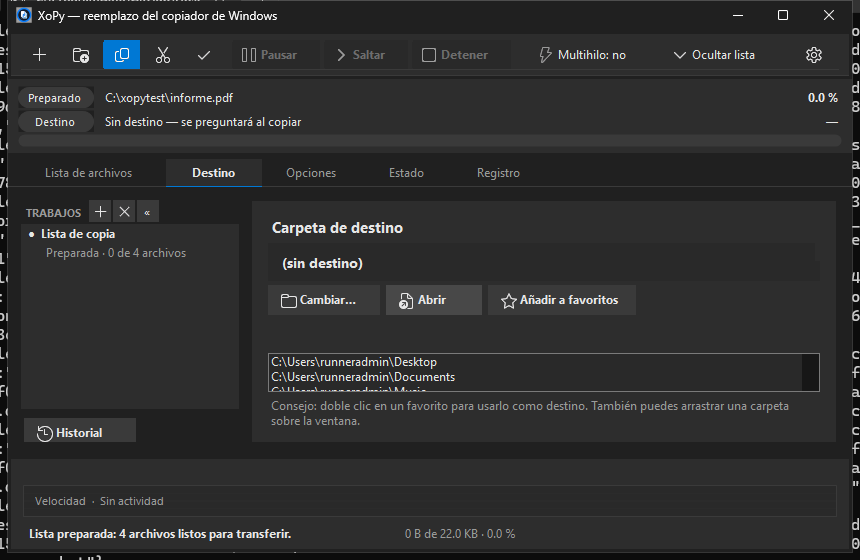 XoPy — reemplazo del copiador de Windows
Pausar
Saltar
Detener
Multihilo: no
Ocultar lista
Preparado
C:\xopytest\informe.pdf
0.0 %
Destino
Sin destino — se preguntará al copiar
—
Lista de archivos
Destino
Opciones
Estado
Registro
TRABAJOS
«
• Lista de copia
Preparada · 0 de 4 archivos
Historial
Carpeta de destino
(sin destino)
Cambiar...
Abrir
Añadir a favoritos
C:\Users\runneradmin\Desktop
C:\Users\runneradmin\Documents
C:\Users\runneradmin\Music
Consejo: doble clic en un favorito para usarlo como destino. También puedes arrastrar una carpeta
sobre la ventana.
Velocidad · Sin actividad
Lista preparada: 4 archivos listos para transferir.
0 B de 22.0 KB · 0.0 %